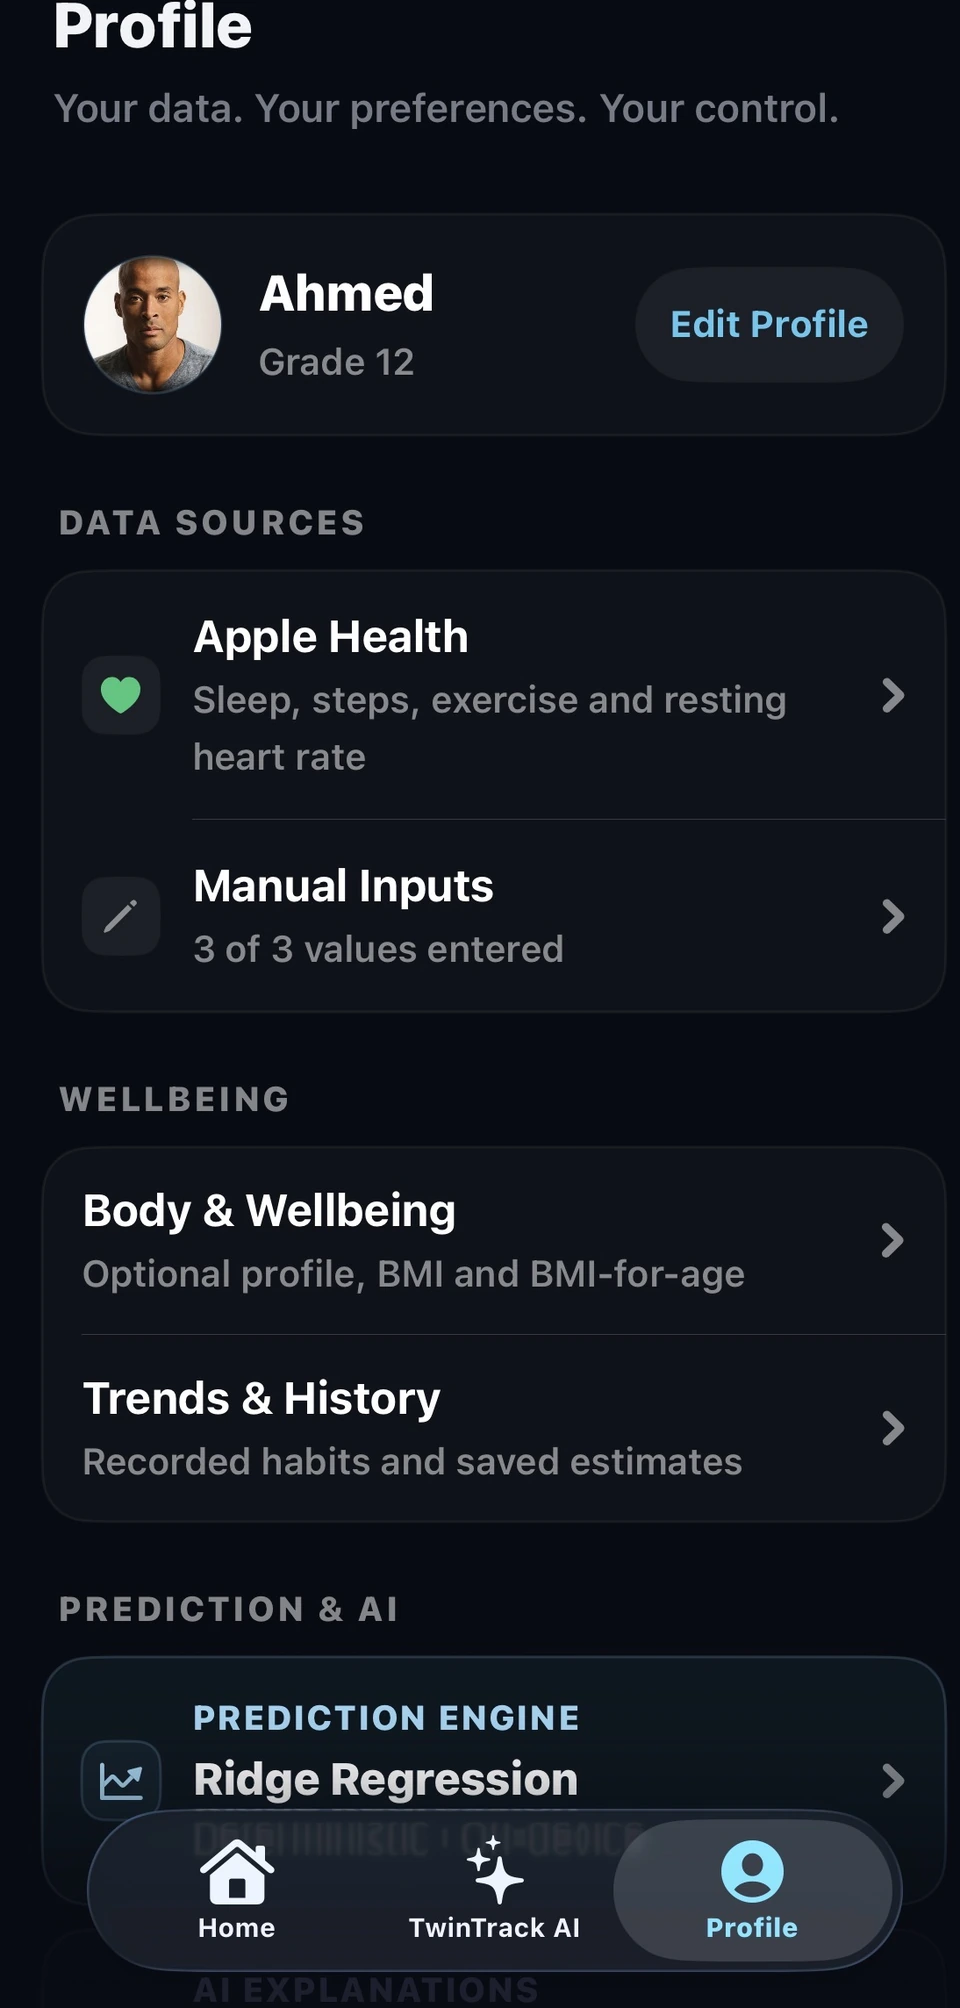 Profile
Your data. Your preferences. Your control.
Ahmed
Grade 12
Edit Profile
DATA SOURCES
Apple Health
Sleep, steps, exercise and resting
heart rate
Manual Inputs
3 of 3 values entered
WELLBEING
Body & Wellbeing
Optional profile, BMI and BMI-for-age
Trends & History
Recorded habits and saved estimates
PREDICTION & AI
PREDICTION ENGINE
Ridge Regression
Home
TwinTrack AI
Profile
AI EXPLANATIONS